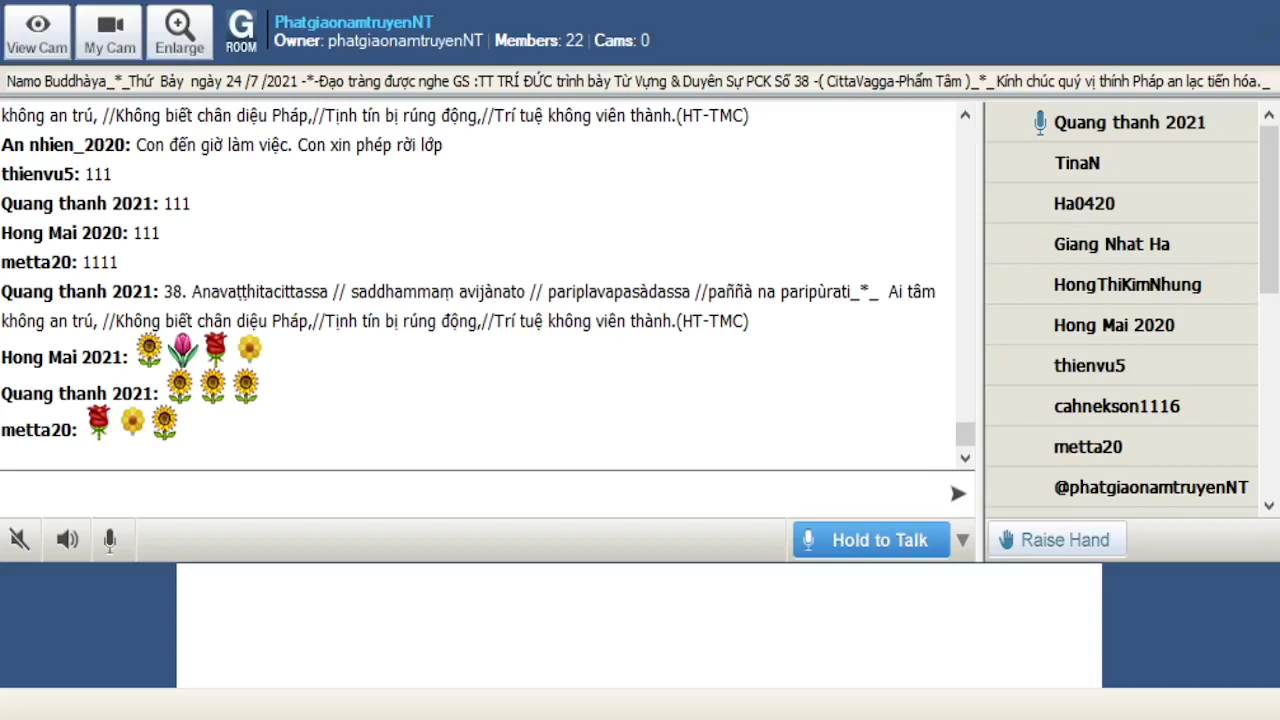 View Cam
My Cam
Enlarge
G
ROOM
PhatgiaonamtruyenNT
Owner: phatgiaonamtruyenNT | Members: 22 | Cams: 0
Namo Buddhàya_*_Thứ Bảy ngày 24 /7 /2021 -*-Đạo tràng được nghe GS :TT TRÍ ĐỨC trình bày Từ Vựng & Duyên Sự PCK Số 38 -( CittaVagga-Phẩm Tâm )_*_Kính chúc quý vị thính Pháp an lạc tiến hóa._
không an trú, //Không biết chân diệu Pháp,//Tịnh tín bị rúng động,//Trí tuệ không viên thành.(HT-TMC)
An nhien_2020: Con đến giờ làm việc. Con xin phép rời lớp
thienvu5: 111
Quang thanh 2021: 111
Hong Mai 2020: 111
metta20: 1111
Quang thanh 2021: 38. Anavaṭṭhitacittassa // saddhammaṃ avijànato // pariplavapasàdassa //paññà na paripùrati_*_ Ai tâm
không an trú, //Không biết chân diệu Pháp,//Tịnh tín bị rúng động,//Trí tuệ không viên thành.(HT-TMC)
Hong Mai 2021:
Quang thanh 2021:
metta20:
Quang thanh 2021
TinaN
Ha0420
Giang Nhat Ha
HongThiKimNhung
Hong Mai 2020
thienvu5
cahnekson1116
metta20
@phatgiaonamtruyenNT
Hold to Talk
Raise Hand